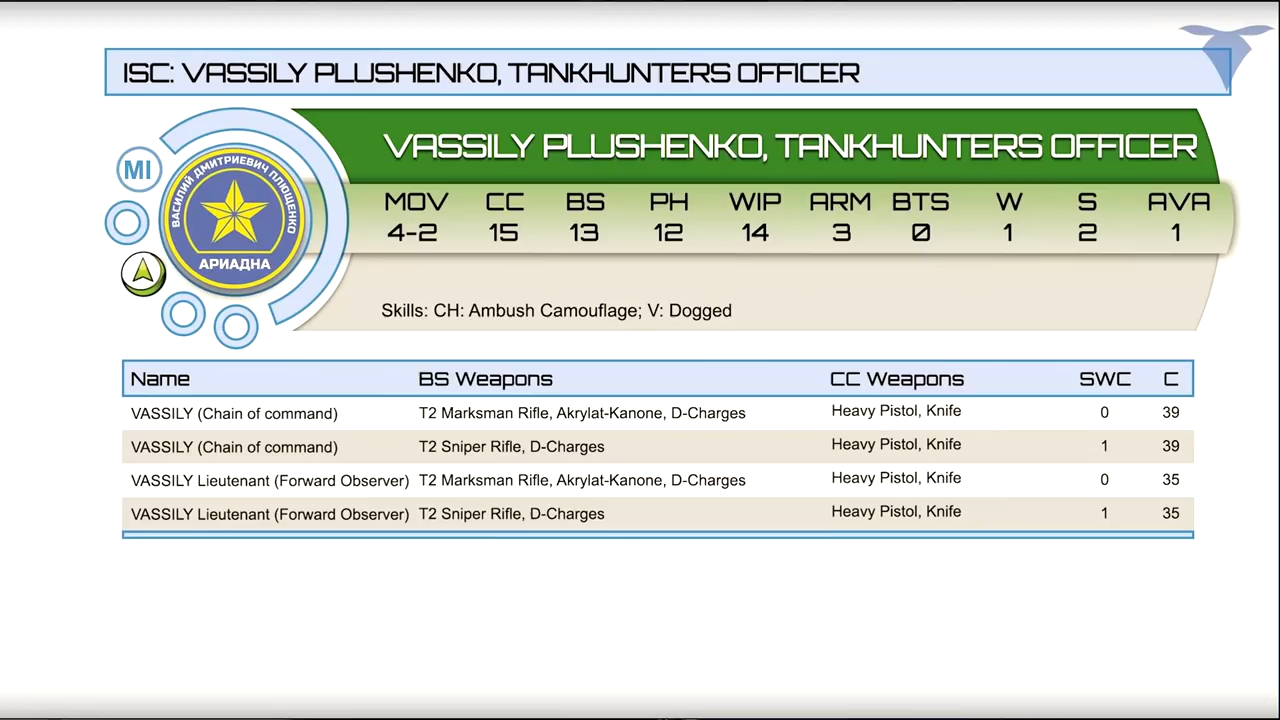 ISC: VASSILY PLUSHENKO, TANKHUNTERS OFFICER
VASSILY PLUSHENKO, TANKHUNTERS OFFICER
MI
ВАСИЛИЙ ДМИТРИЕВИЧ ПЛЮЩЕНКО
АРИАДНА
MOV CC BS PH WIP ARM BTS W S AVA
4-2 15 13 12 14 3 0 1 2 1
Skills: CH: Ambush Camouflage; V: Dogged
Name BS Weapons CC Weapons SWC C
VASSILY (Chain of command) T2 Marksman Rifle, Akrylat-Kanone, D-Charges Heavy Pistol, Knife 0 39
VASSILY (Chain of command) T2 Sniper Rifle, D-Charges Heavy Pistol, Knife 1 39
VASSILY Lieutenant (Forward Observer) T2 Marksman Rifle, Akrylat-Kanone, D-Charges Heavy Pistol, Knife 0 35
VASSILY Lieutenant (Forward Observer) T2 Sniper Rifle, D-Charges Heavy Pistol, Knife 1 35